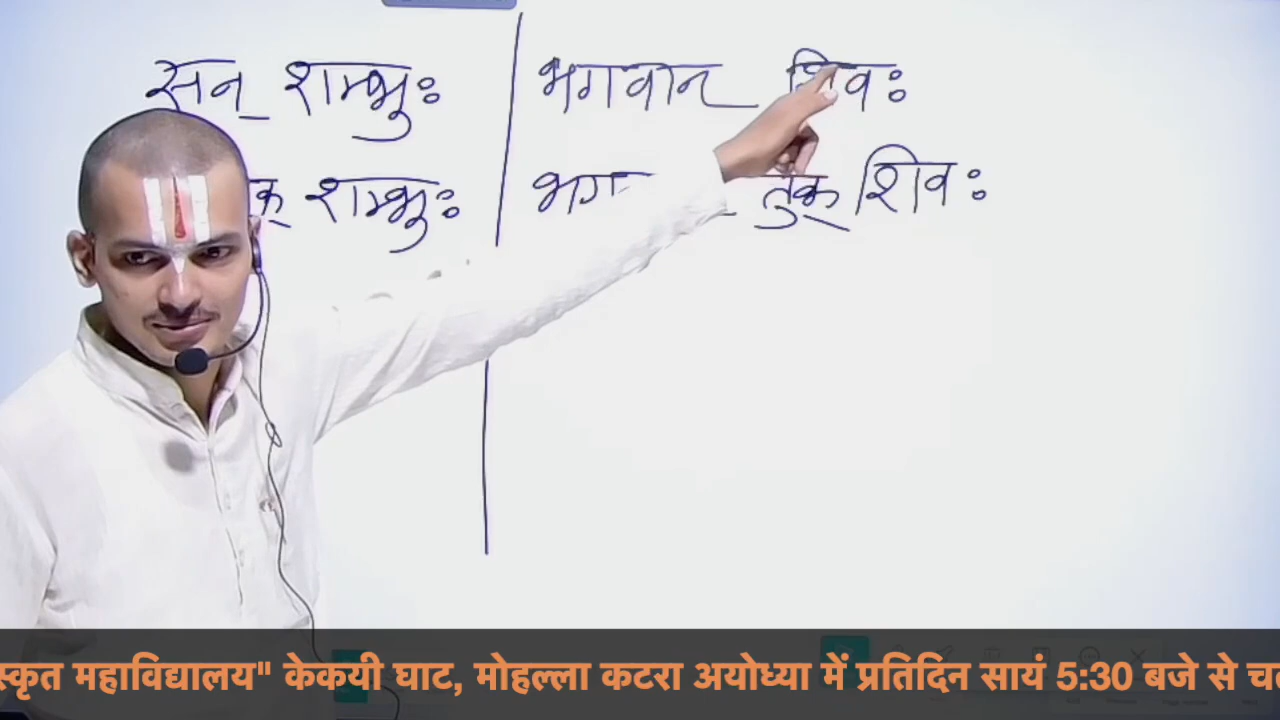 सन् शम्भुः
भगवान् शिवः
क् शम्भुः
भग तुक् शिवः
स्कृत महाविद्यालय" केकयी घाट, मोहल्ला कटरा अयोध्या में प्रतिदिन सायं 5:30 बजे से